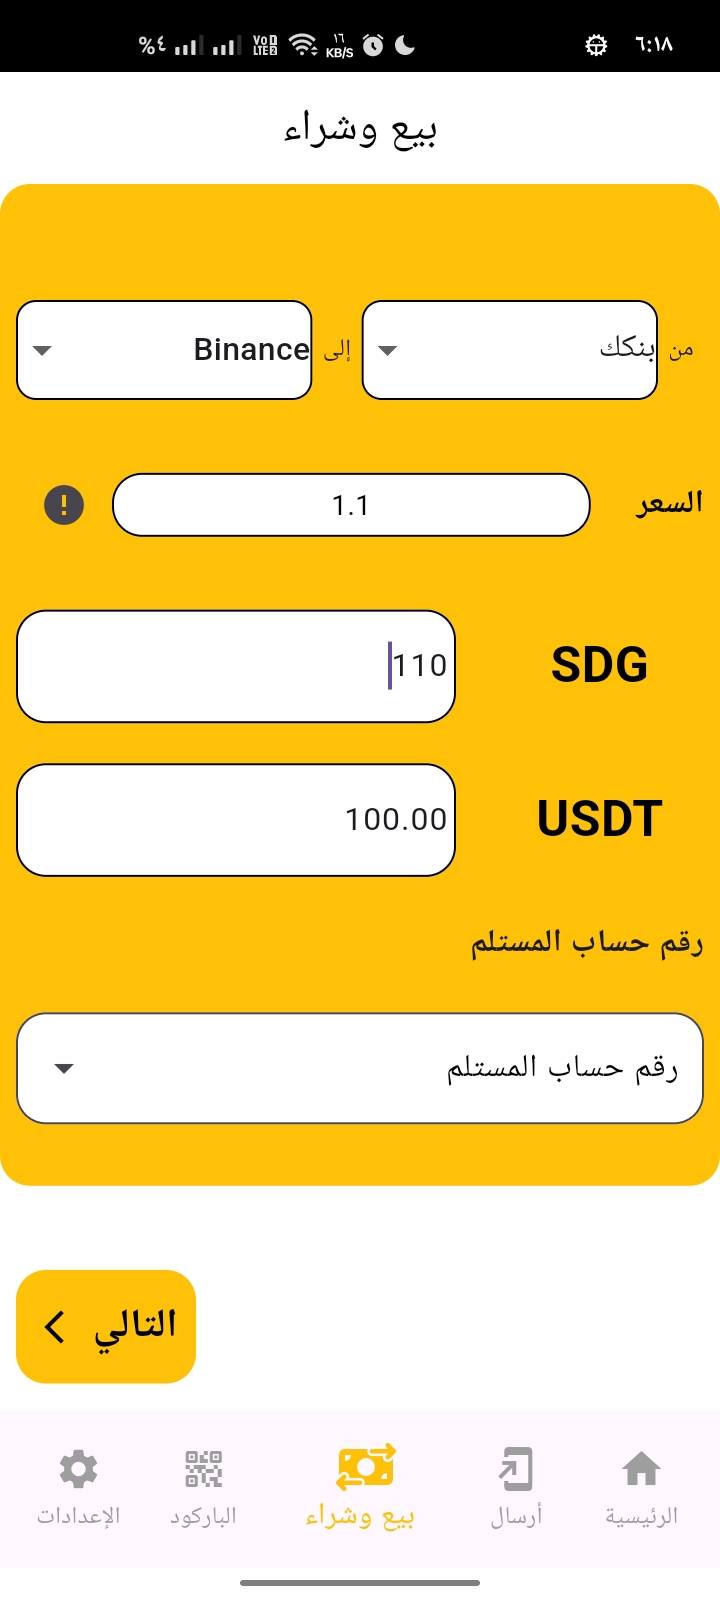 %٤ VoD LTE2 ١٦ KB/S ٦:١٨
بيع وشراء
من بنكك إلى Binance
السعر 1.1 !
110 SDG
100.00 USDT
رقم حساب المستلم
رقم حساب المستلم
التالي
الرئيسية أرسال بيع وشراء الباركود الإعدادات